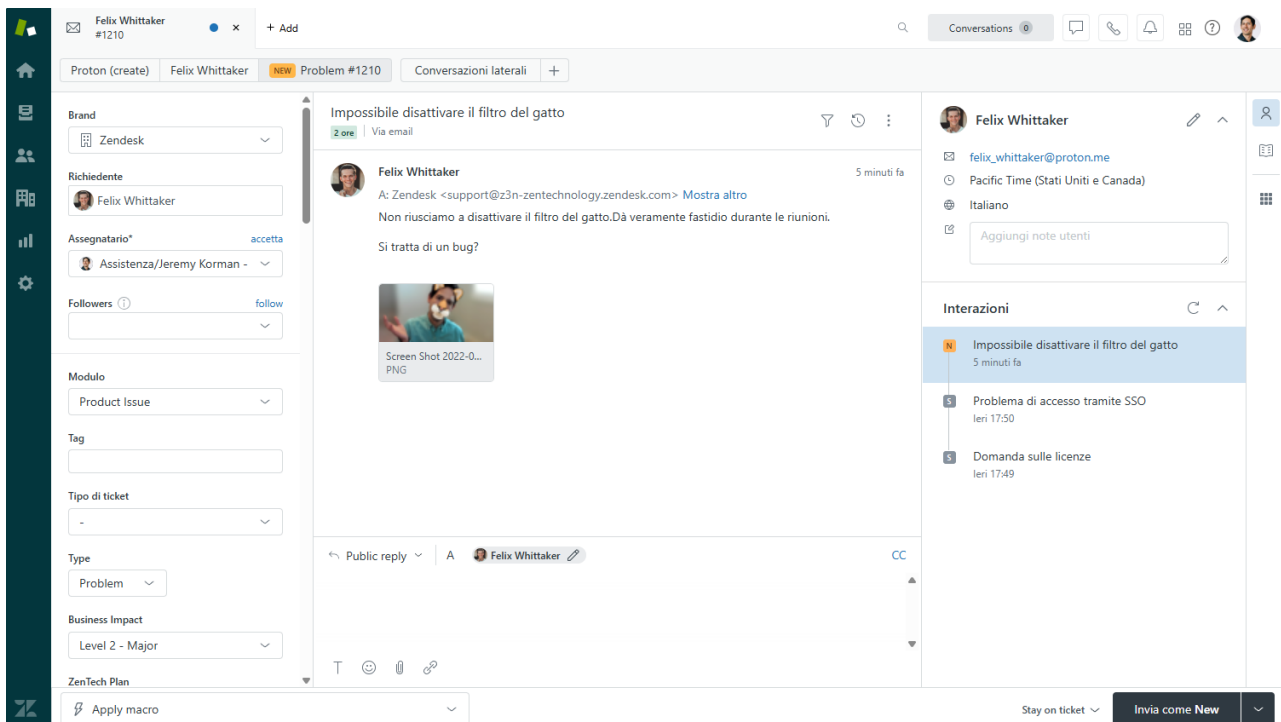 Felix Whittaker
#1210
+ Add
Conversations 0
Proton (create)
Felix Whittaker
NEW Problem #1210
Conversazioni laterali
Brand
Zendesk
Richiedente
Felix Whittaker
Assegnatario*
accetta
Assistenza/Jeremy Korman -
Followers
follow
Modulo
Product Issue
Tag
Tipo di ticket
-
Type
Problem
Business Impact
Level 2 - Major
ZenTech Plan
Impossibile disattivare il filtro del gatto
2 ore Via email
Felix Whittaker
5 minuti fa
A: Zendesk <support@z3n-zentechnology.zendesk.com> Mostra altro
Non riusciamo a disattivare il filtro del gatto.Dà veramente fastidio durante le riunioni.
Si tratta di un bug?
Screen Shot 2022-0...
PNG
Public reply
A
Felix Whittaker
CC
T
Felix Whittaker
felix_whittaker@proton.me
Pacific Time (Stati Uniti e Canada)
Italiano
Aggiungi note utenti
Interazioni
N Impossibile disattivare il filtro del gatto
5 minuti fa
S Problema di accesso tramite SSO
Ieri 17:50
S Domanda sulle licenze
Ieri 17:49
Apply macro
Stay on ticket
Invia come New